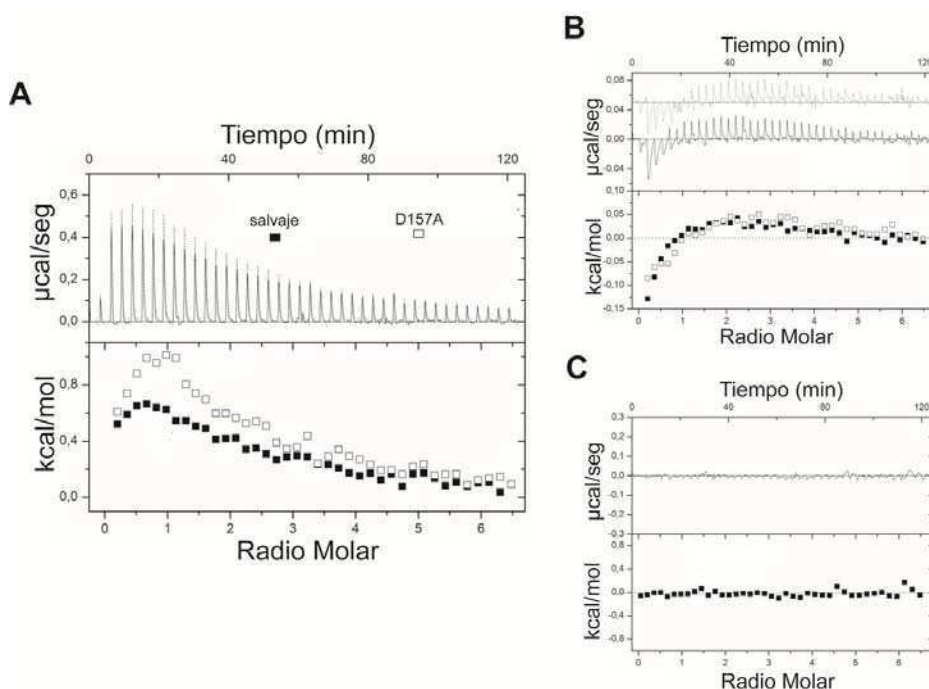 A
Tiempo (min)
0 40 80 120
µcal/seg
0,6
0,4
0,2
0,0
salvaje
D157A
kcal/mol
0,8
0,4
0,0
0 1 2 3 4 5 6
Radio Molar
B
Tiempo (min)
0 40 80 120
µcal/seg
0,08
0,04
0,00
-0,04
kcal/mol
0,10
0,05
0,00
-0,05
-0,10
-0,15
0 1 2 3 4 5 6
Radio Molar
C
Tiempo (min)
0 40 80 120
µcal/seg
0,3
0,2
0,1
0,0
-0,1
-0,2
-0,3
kcal/mol
0,8
0,4
0,0
-0,4
-0,8
0 1 2 3 4 5 6
Radio Molar